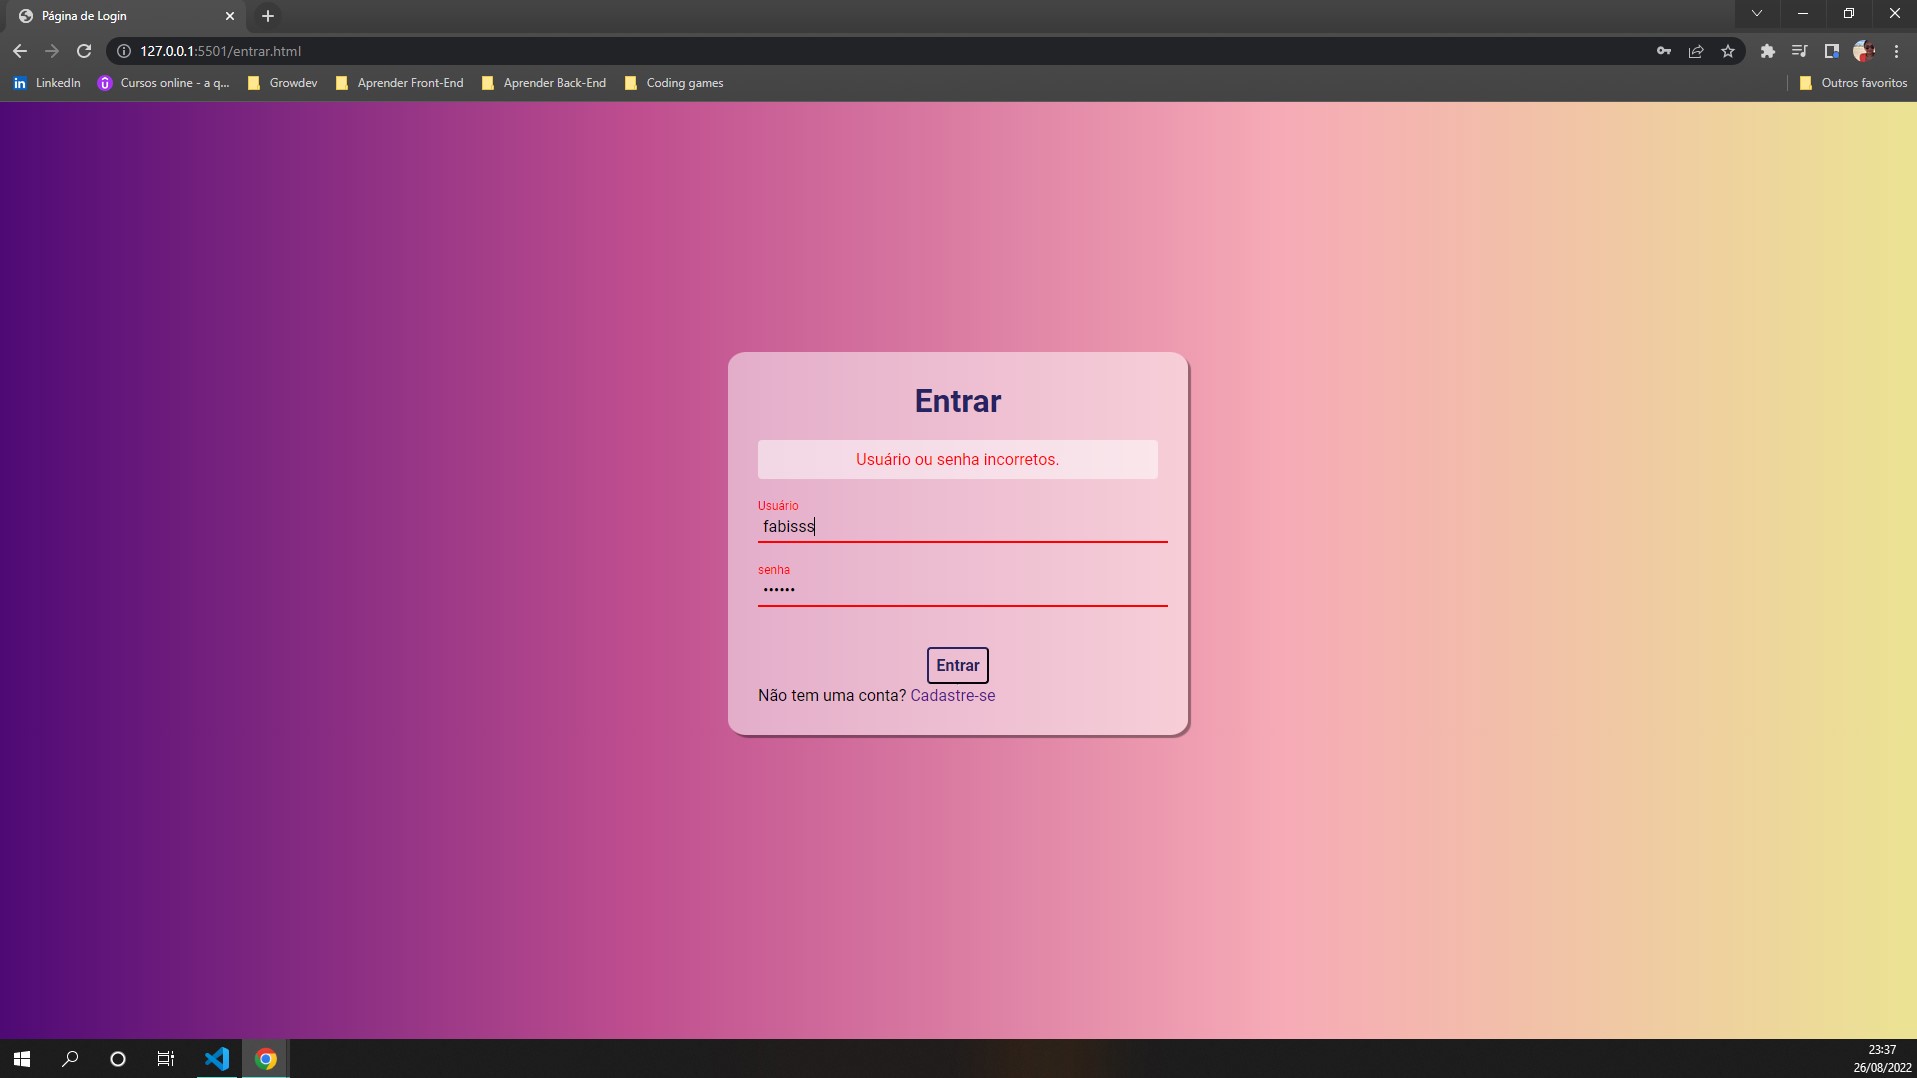 Página de Login
127.0.0.1:5501/entrar.html
LinkedIn Cursos online - a q... Growdev Aprender Front-End Aprender Back-End Coding games Outros favoritos
Entrar
Usuário ou senha incorretos.
Usuário
fabisss
senha
••••••
Entrar
Não tem uma conta? Cadastre-se
23:37
26/08/2022